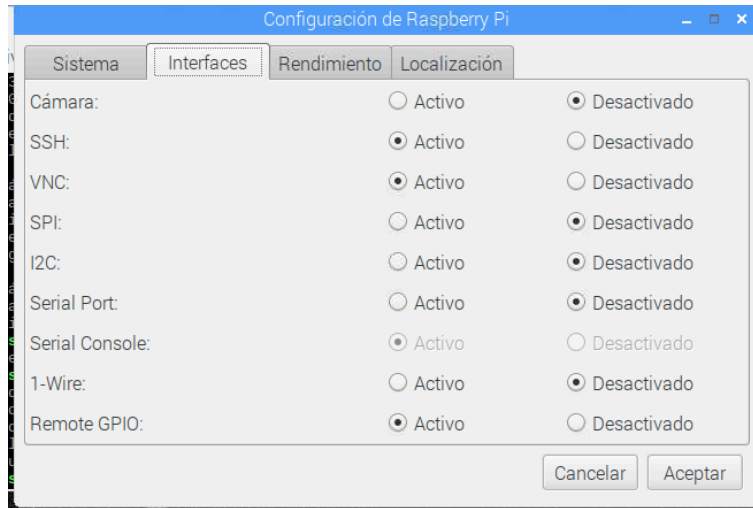 Configuración de Raspberry Pi
Sistema Interfaces Rendimiento Localización
Cámara: Activo Desactivado
SSH: Activo Desactivado
VNC: Activo Desactivado
SPI: Activo Desactivado
I2C: Activo Desactivado
Serial Port: Activo Desactivado
Serial Console: Activo Desactivado
1-Wire: Activo Desactivado
Remote GPIO: Activo Desactivado
Cancelar Aceptar